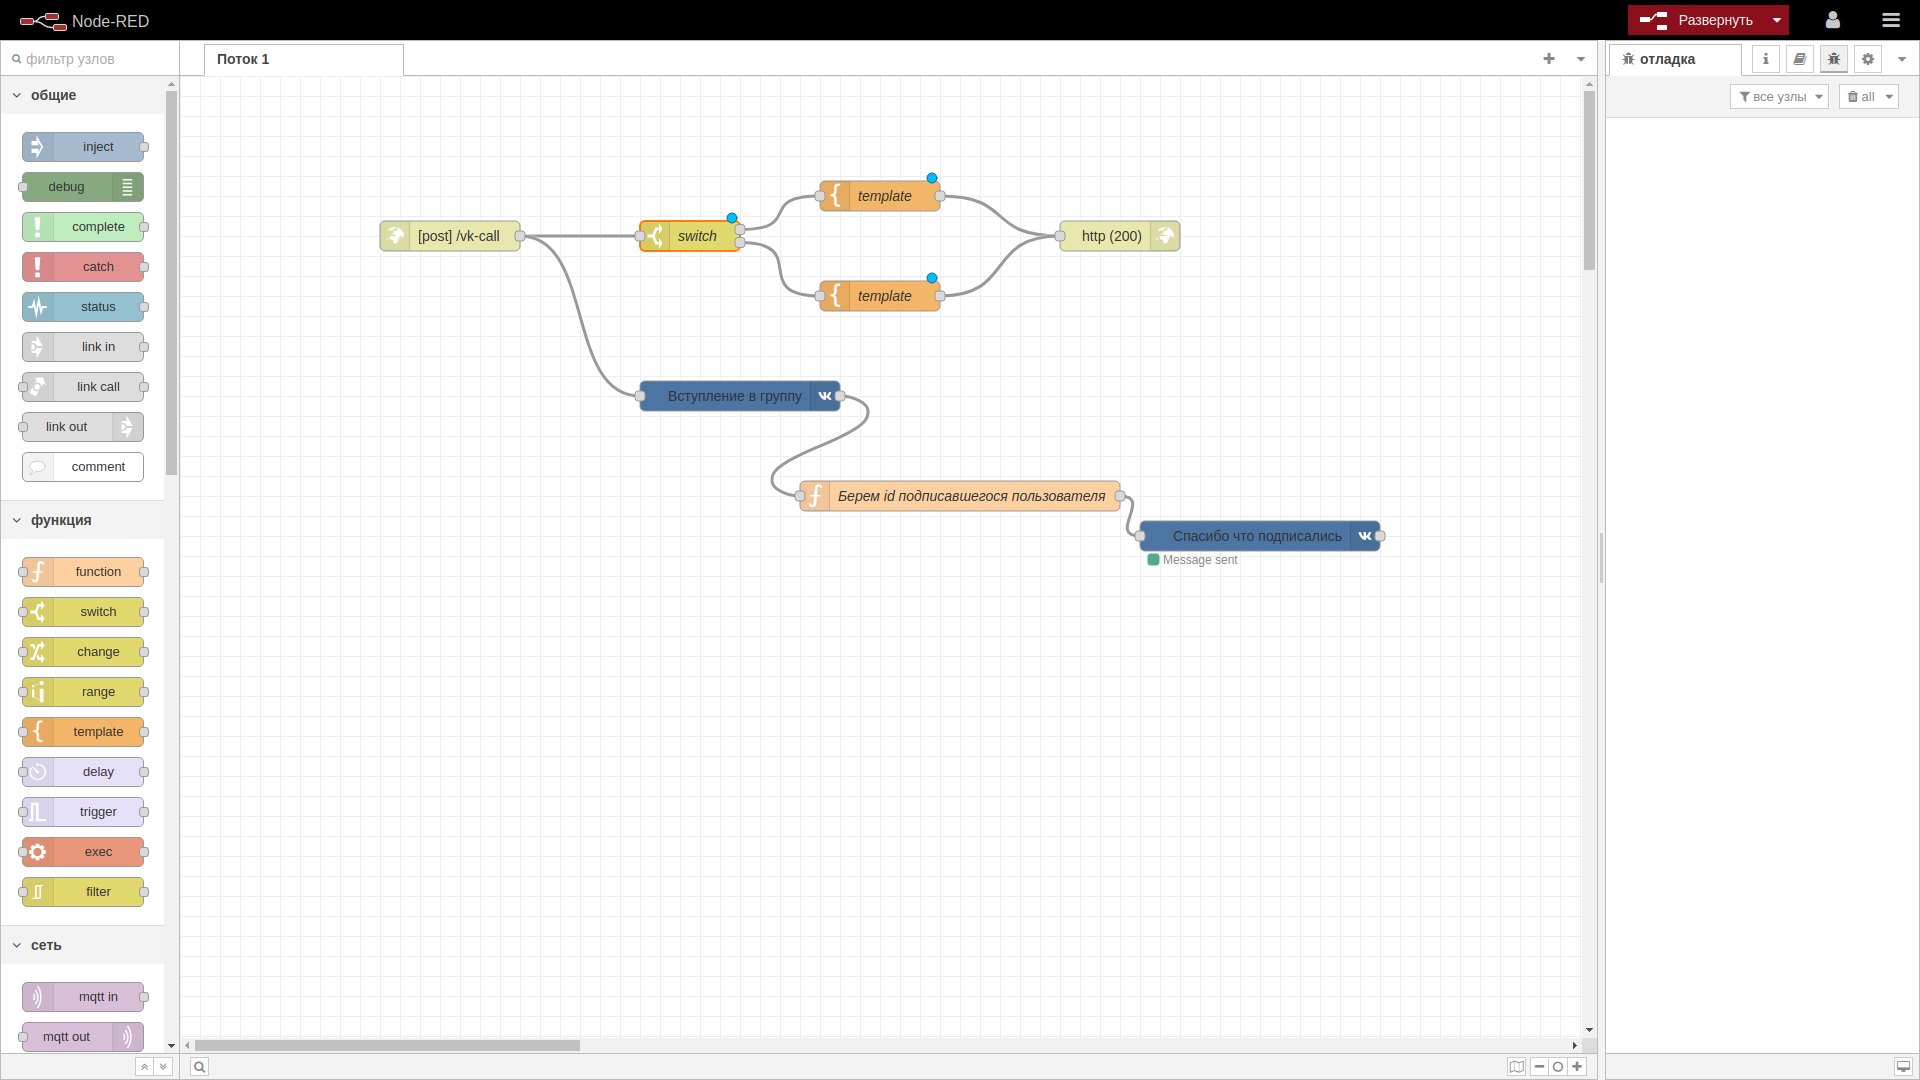 Node-RED
Развернуть
фильтр узлов
Поток 1
отладка
все узлы
all
общие
inject
debug
complete
catch
status
link in
link call
link out
comment
функция
function
switch
change
range
template
delay
trigger
exec
filter
сеть
mqtt in
mqtt out
[post] /vk-call
switch
template
template
http (200)
Вступление в группу
Берем id подписавшегося пользователя
Спасибо что подписались
Message sent